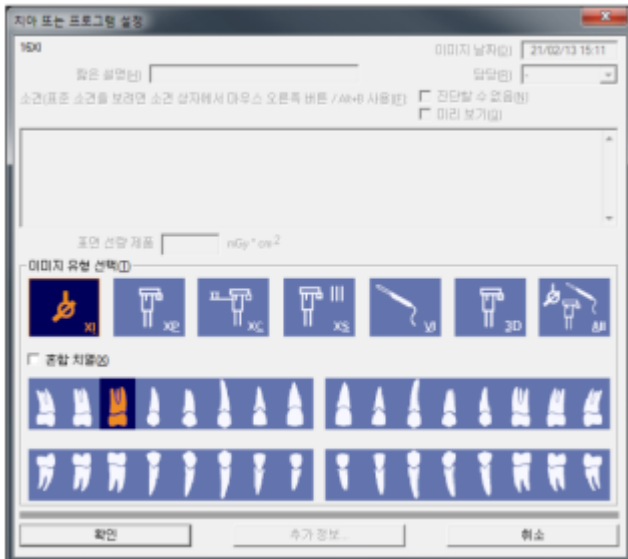 치아 또는 프로그램 설정
16XI
이미지 날짜(D) 21/02/13 15:11
짧은 설명(H)
담당(R) -
소견(표준 소견을 보려면 소견 상자에서 마우스 오른쪽 버튼 / Alt+B 사용)(F)
진단할 수 없음(N)
미리 보기(Q)
표면 선량 제품 mGy * cm2
이미지 유형 선택(T)
XI XP XC XS VI 3D All
혼합 치열(X)
확인 추가 정보... 취소